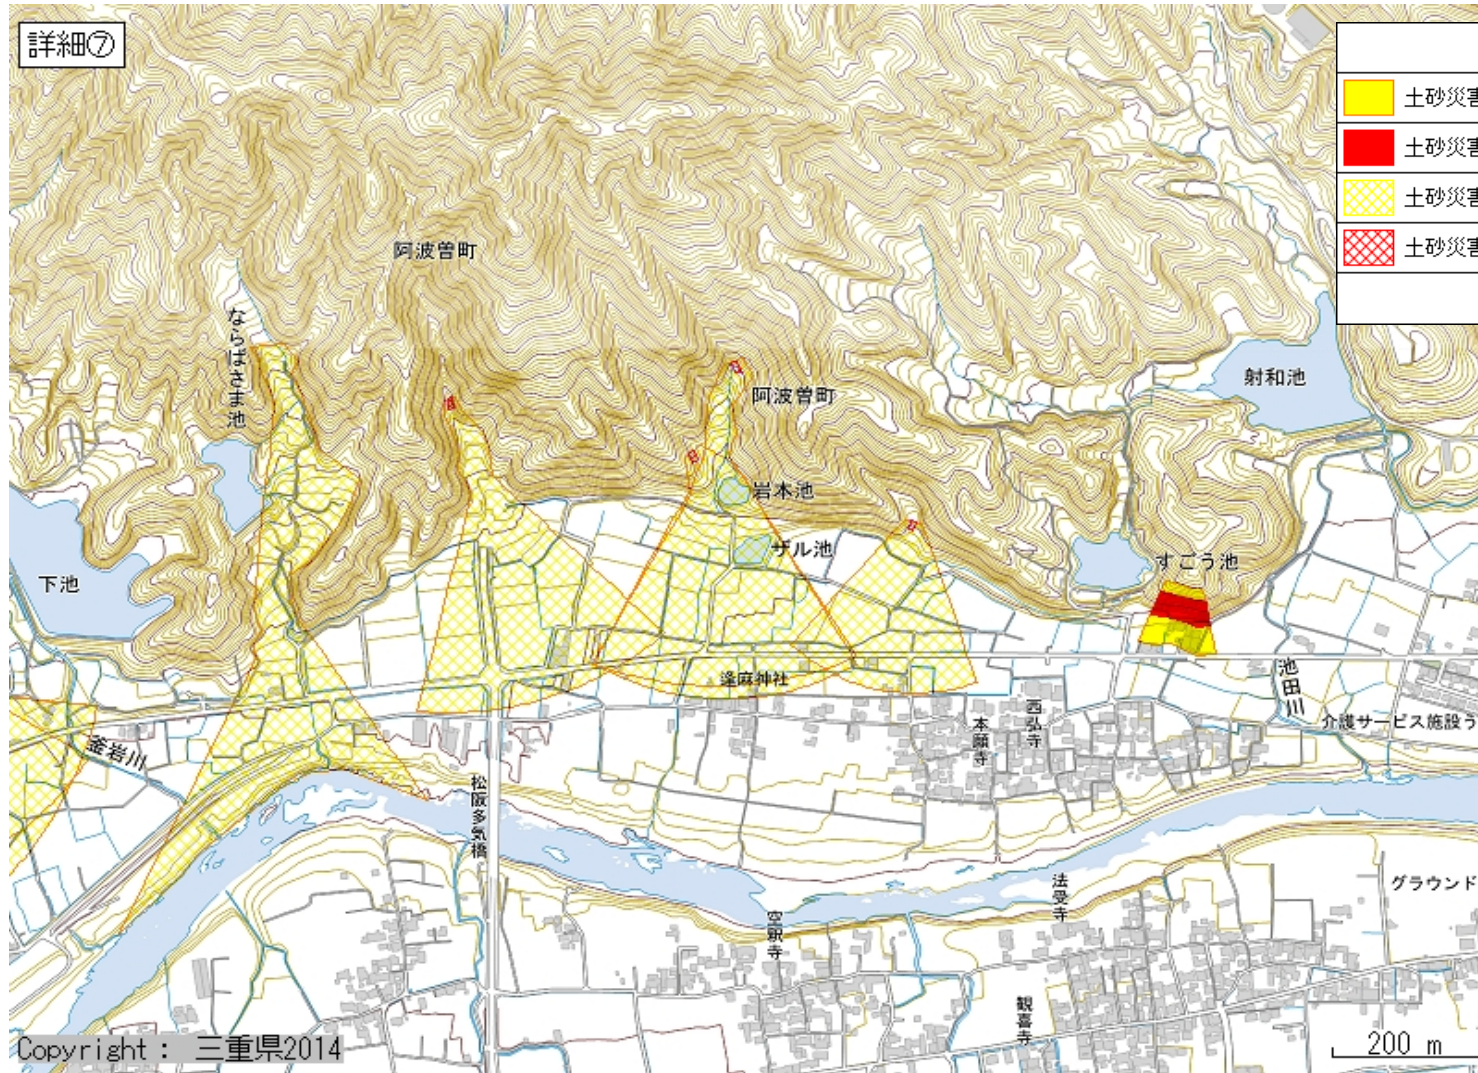 詳細⑦
土砂災害
土砂災害
土砂災害
土砂災害
阿波曽町
ならばさま池
阿波曽町
射和池
岩本池
ザル池
すごう池
下池
逢麻神社
池田川
西弘寺
本願寺
介護サービス施設う
釜岩川
松阪多気橋
法受寺
グラウンド
空釈寺
観喜寺
Copyright : 三重県2014
200 m